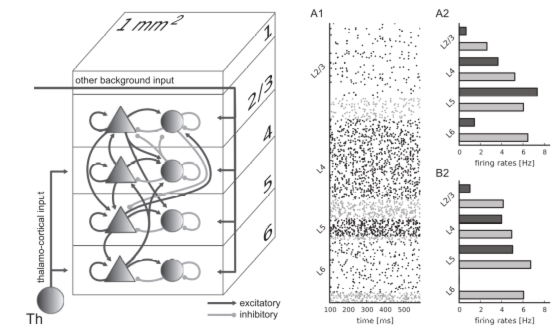 1 mm²
1
2/3
4
5
6
other background input
thalamo-cortical input
Th
excitatory
inhibitory
A1
L2/3
L4
L5
L6
100 200 300 400 500
time [ms]
A2
L2/3
L4
L5
L6
0 2 4 6 8
firing rates [Hz]
B2
L2/3
L4
L5
L6
0 2 4 6 8
firing rates [Hz]